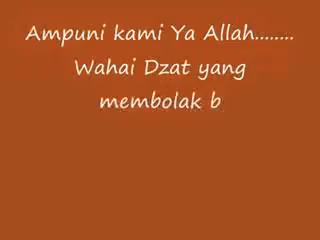 Ampuni kami Ya Allah........
Wahai Dzat yang
membolak b